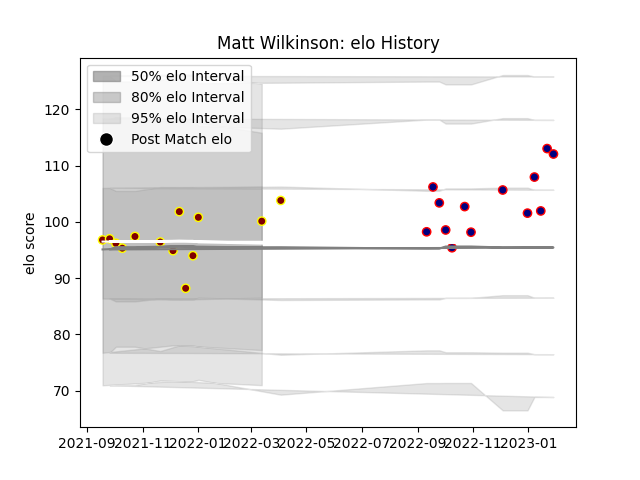 Matt Wilkinson: elo History
50% elo Interval
80% elo Interval
95% elo Interval
Post Match elo
elo score
120
110
100
90
80
70
2021-09 2021-11 2022-01 2022-03 2022-05 2022-07 2022-09 2022-11 2023-01